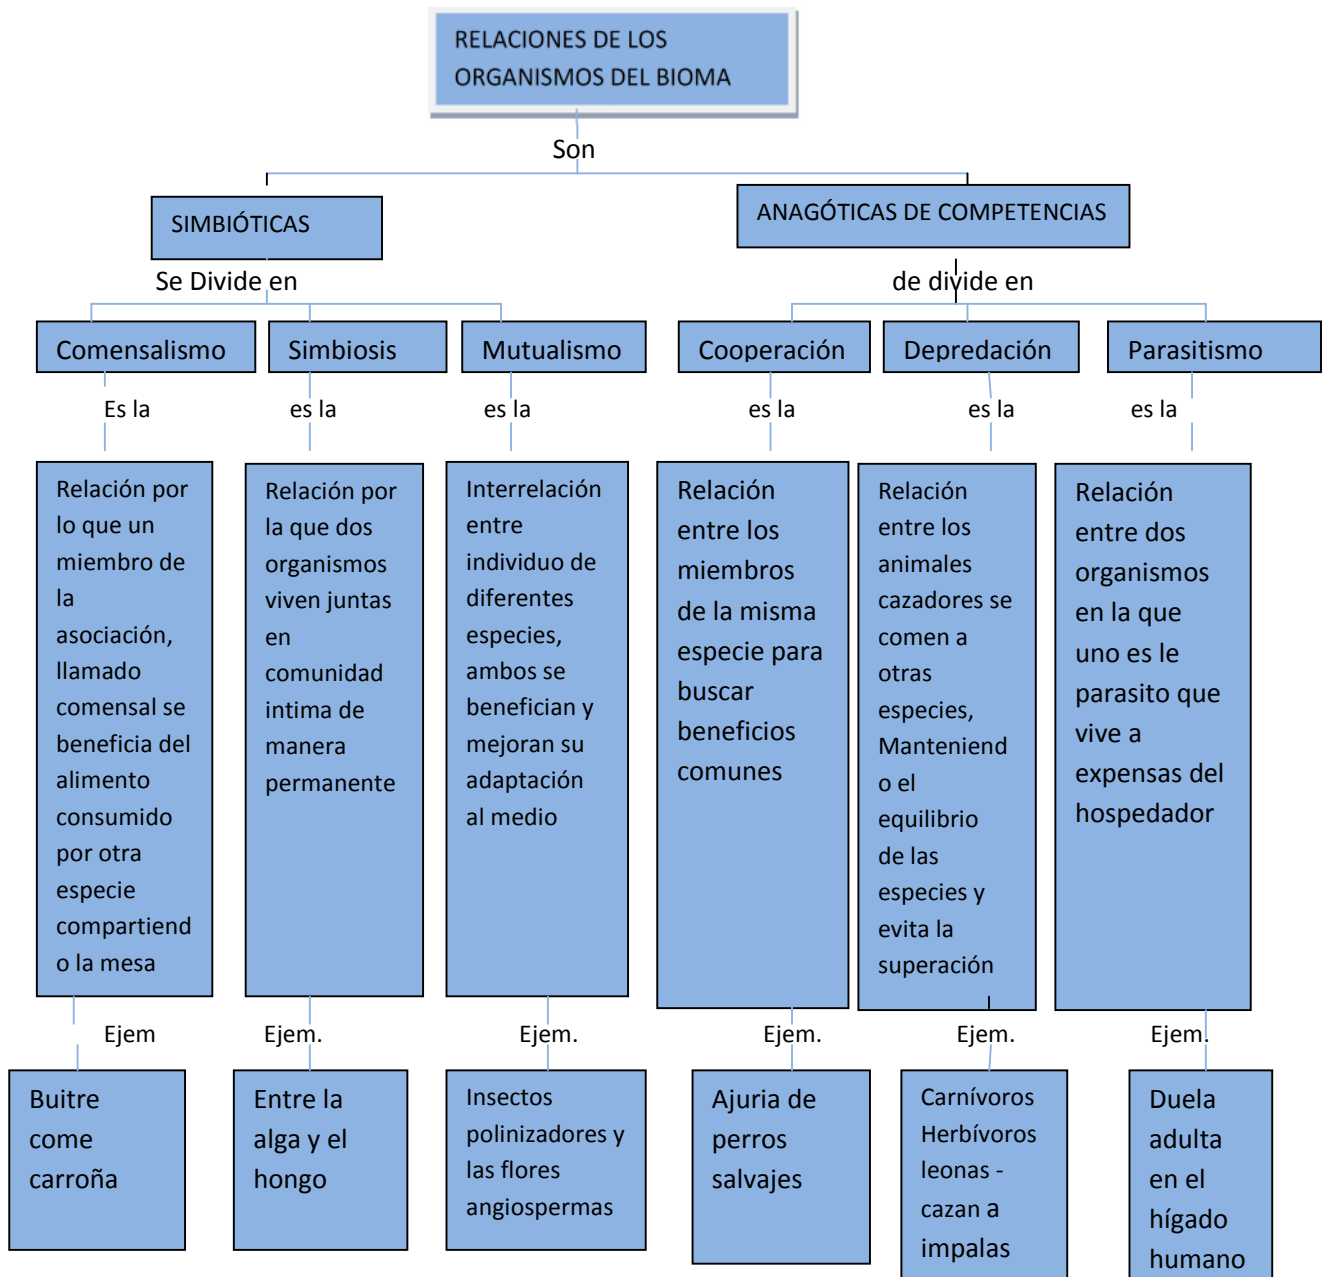 RELACIONES DE LOS
ORGANISMOS DEL BIOMA
Son
SIMBIÓTICAS
ANAGÓTICAS DE COMPETENCIAS
Se Divide en
de divide en
Comensalismo
Simbiosis
Mutualismo
Cooperación
Depredación
Parasitismo
Es la
es la
es la
es la
es la
es la
Relación por
lo que un
miembro de
la
asociación,
llamado
comensal se
beneficia del
alimento
consumido
por otra
especie
compartiend
o la mesa
Relación por
la que dos
organismos
viven juntas
en
comunidad
intima de
manera
permanente
Interrelación
entre
individuo de
diferentes
especies,
ambos se
benefician y
mejoran su
adaptación
al medio
Relación
entre los
miembros
de la misma
especie para
buscar
beneficios
comunes
Relación
entre los
animales
cazadores se
comen a
otras
especies,
Manteniend
o el
equilibrio
de las
especies y
evita la
superación
Relación
entre dos
organismos
en la que
uno es le
parasito que
vive a
expensas del
hospedador
Ejem
Ejem.
Ejem.
Ejem.
Ejem.
Ejem.
Buitre
come
carroña
Entre la
alga y el
hongo
Insectos
polinizadores y
las flores
angiospermas
Ajuria de
perros
salvajes
Carnívoros
Herbívoros
leonas -
cazan a
impalas
Duela
adulta
en el
hígado
humano